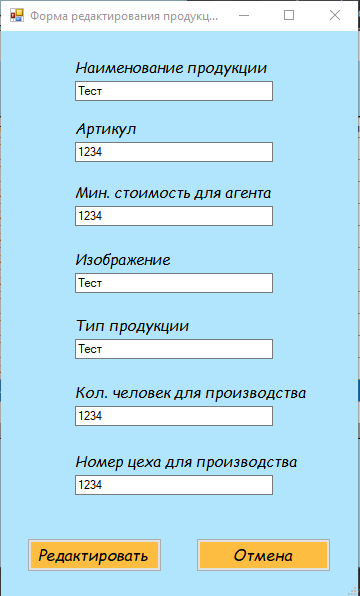 Форма редактирования продукц...
Наименование продукции
Тест
Артикул
1234
Мин. стоимость для агента
1234
Изображение
Тест
Тип продукции
Тест
Кол. человек для производства
1234
Номер цеха для производства
1234
Редактировать
Отмена